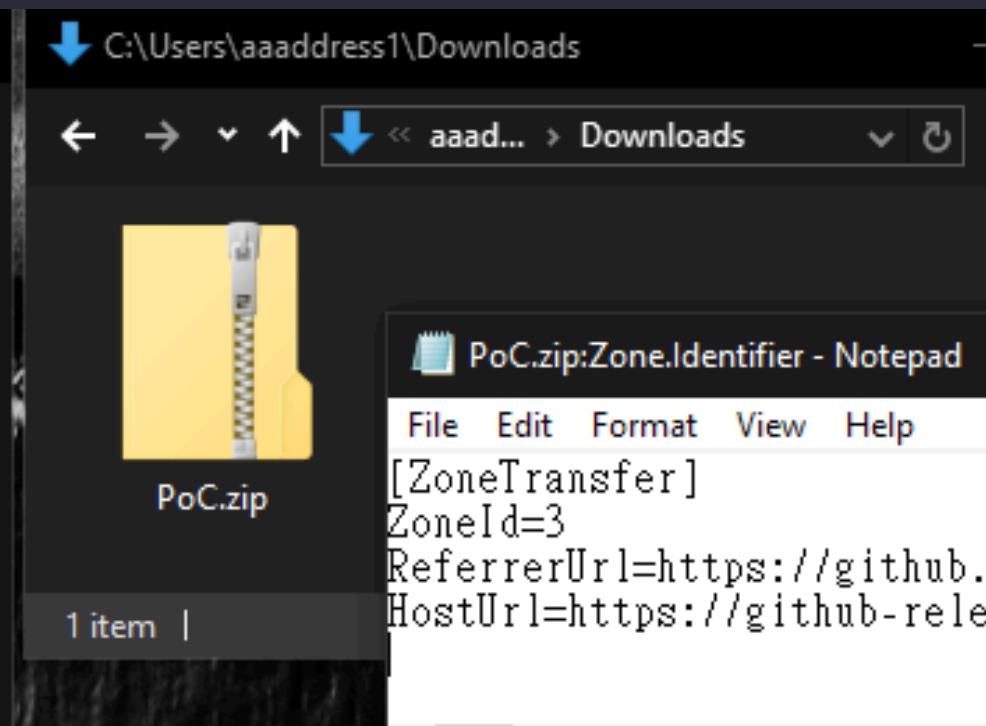 C:\Users\aaaddress1\Downloads
« aaad... > Downloads
PoC.zip
1 item
PoC.zip:Zone.Identifier - Notepad
File Edit Format View Help
[ZoneTransfer]
ZoneId=3
ReferrerUrl=https://github.
HostUrl=https://github-rele